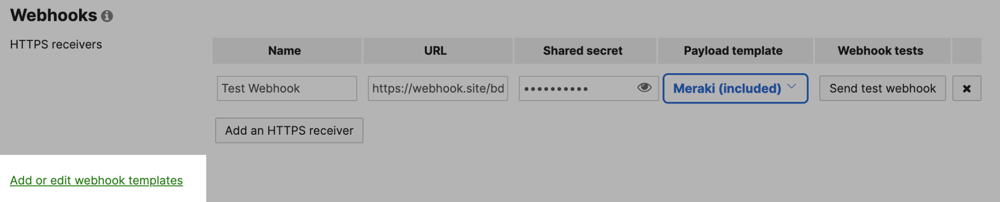 Webhooks
HTTPS receivers
Name URL Shared secret Payload template Webhook tests
Test Webhook https://webhook.site/bd •••••••••• Meraki (included) Send test webhook
Add an HTTPS receiver
Add or edit webhook templates